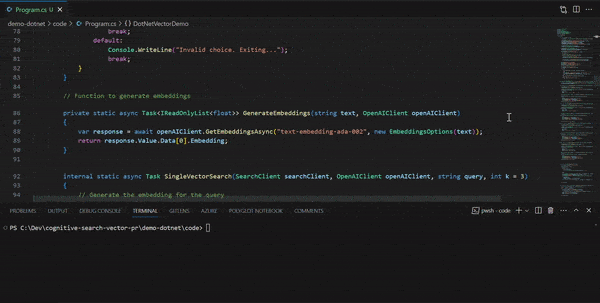 Program.cs U
demo-dotnet > code > Program.cs > {} DotNetVectorDemo
78 break;
79 default:
80 Console.WriteLine("Invalid choice. Exiting...");
81 break;
82 }
83 }
84
85 // Function to generate embeddings
86 private static async Task<IReadOnlyList<float>> GenerateEmbeddings(string text, OpenAIClient openAIClient)
87 {
88 var response = await openAIClient.GetEmbeddingsAsync("text-embedding-ada-002", new EmbeddingsOptions(text));
89 return response.Value.Data[0].Embedding;
90 }
91
92 internal static async Task SingleVectorSearch(SearchClient searchClient, OpenAIClient openAIClient, string query, int k = 3)
93 {
94 // Generate the embedding for the query
PROBLEMS OUTPUT DEBUG CONSOLE TERMINAL GITLENS AZURE POLYGLOT NOTEBOOK COMMENTS
pwsh - code
PS C:\Dev\cognitive-search-vector-pr\demo-dotnet\code>